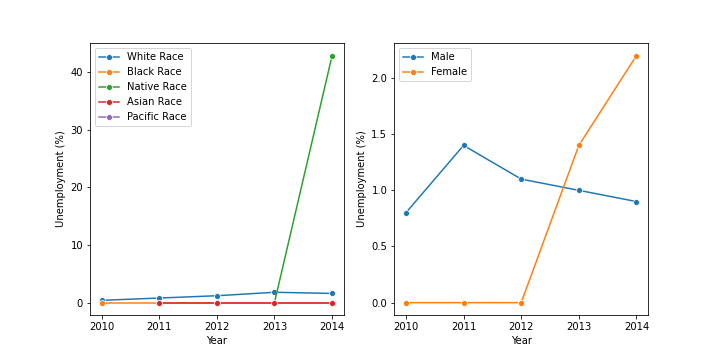 White Race
Black Race
Native Race
Asian Race
Pacific Race
Unemployment (%)
40
30
20
10
0
2010 2011 2012 2013 2014
Year
Male
Female
Unemployment (%)
2.0
1.5
1.0
0.5
0.0
2010 2011 2012 2013 2014
Year